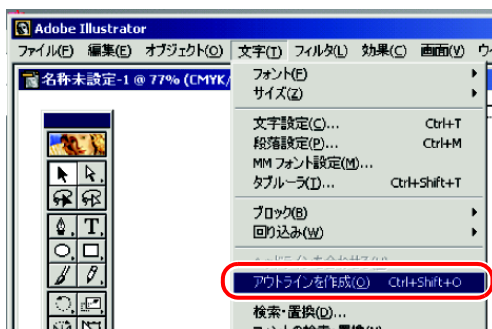 Adobe Illustrator
ファイル(F) 編集(E) オブジェクト(O) 文字(T) フィルタ(L) 効果(C) 画面(V)
名称未設定-1 @ 77% (CMYK/
フォント(F)
サイズ(Z)
文字設定(C)... Ctrl+T
段落設定(P)... Ctrl+M
MM フォント設定(M)...
タブルーラ(I)... Ctrl+Shift+T
ブロック(B)
回り込み(W)
アウトラインを作成(O) Ctrl+Shift+O
検索・置換(D)...